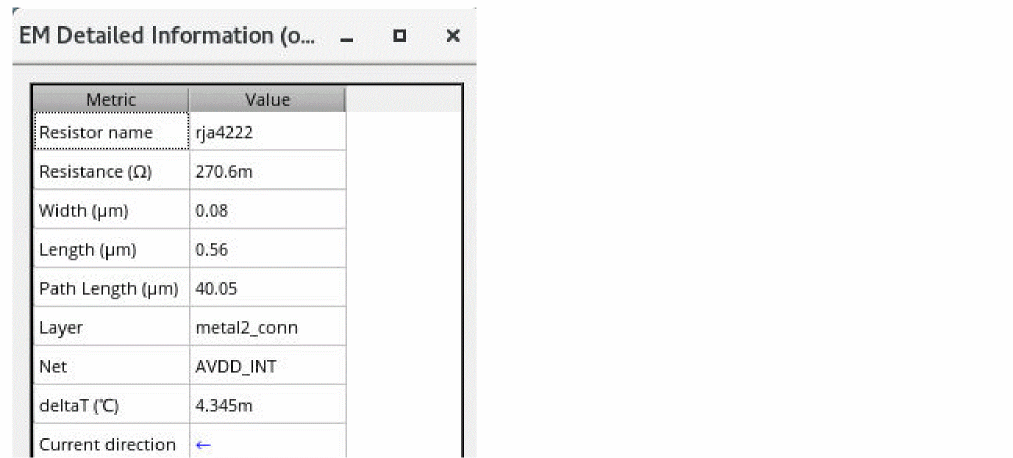 EM Detailed Information (o...
Metric Value
Resistor name rja4222
Resistance (Ω) 270.6m
Width (μm) 0.08
Length (μm) 0.56
Path Length (μm) 40.05
Layer metal2_conn
Net AVDD_INT
deltaT (℃) 4.345m
Current direction ←